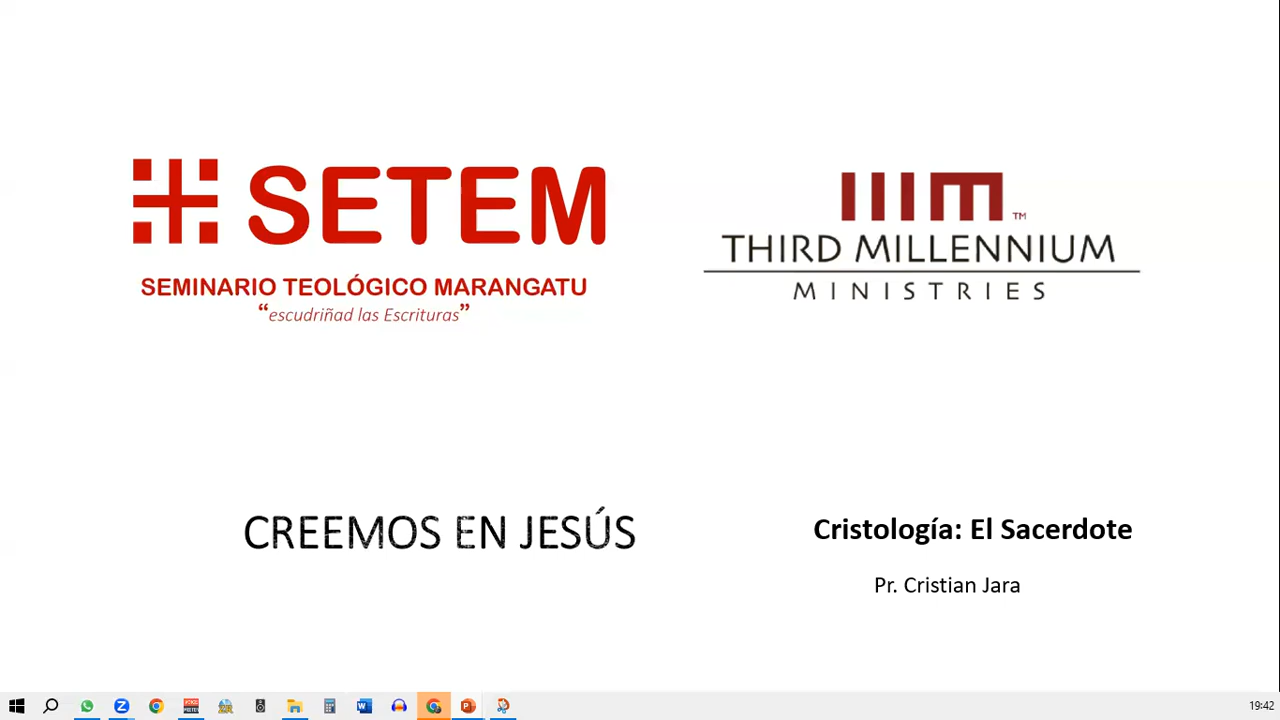 SETEM
SEMINARIO TEOLÓGICO MARANGATU
“escudriñad las Escrituras”
IIIM™
THIRD MILLENNIUM
MINISTRIES
CREEMOS EN JESÚS
Cristología: El Sacerdote
Pr. Cristian Jara
19:42